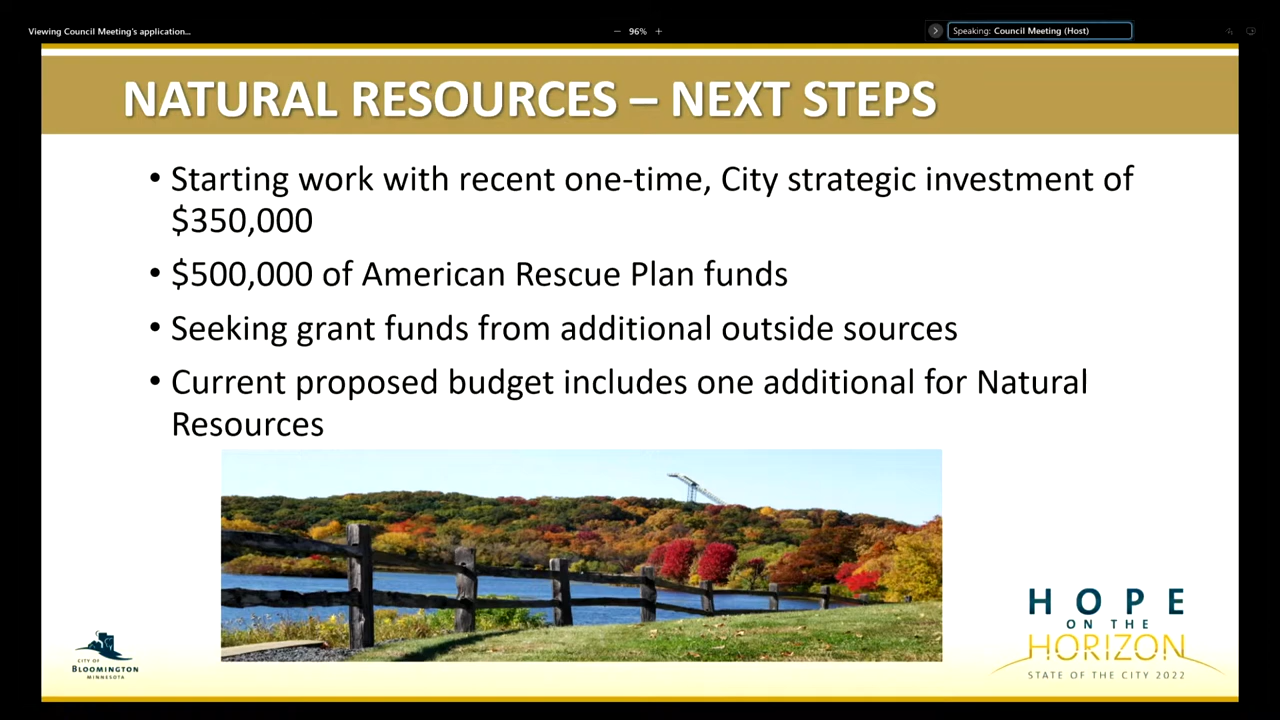 Viewing Council Meeting's application...
— 96% +
Speaking: Council Meeting (Host)
NATURAL RESOURCES – NEXT STEPS
• Starting work with recent one-time, City strategic investment of
$350,000
• $500,000 of American Rescue Plan funds
• Seeking grant funds from additional outside sources
• Current proposed budget includes one additional for Natural
Resources
CITY OF
BLOOMINGTON
MINNESOTA
HOPE
ON THE
HORIZON
STATE OF THE CITY 2022